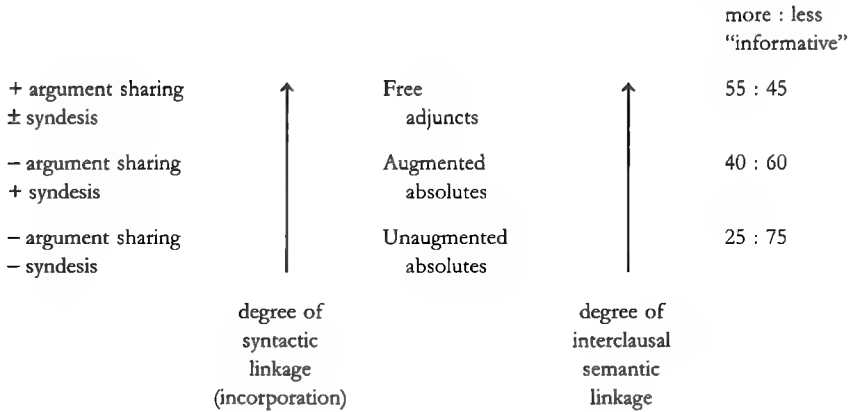 more : less
“informative”
+ argument sharing Free 55 : 45
± syndesis adjuncts
− argument sharing Augmented 40 : 60
+ syndesis absolutes
− argument sharing Unaugmented 25 : 75
− syndesis absolutes
degree of degree of
syntactic interclausal
linkage semantic
(incorporation) linkage